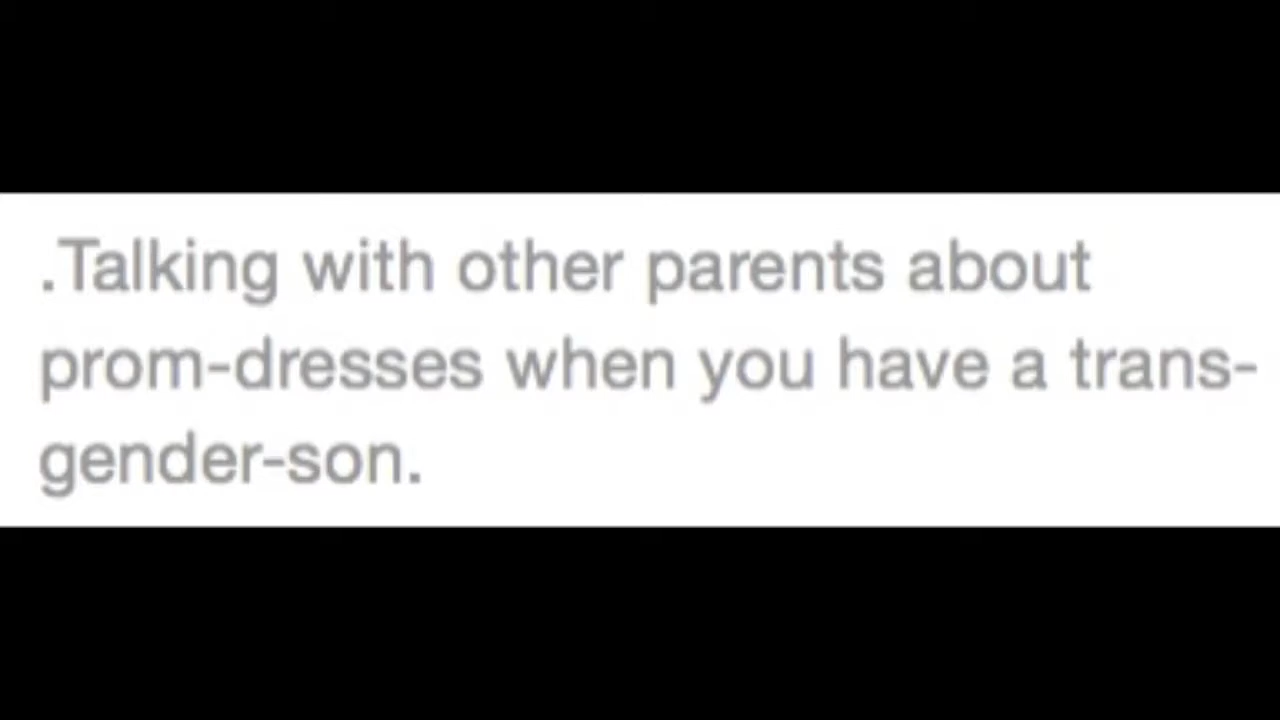 .Talking with other parents about
prom-dresses when you have a trans-
gender-son.